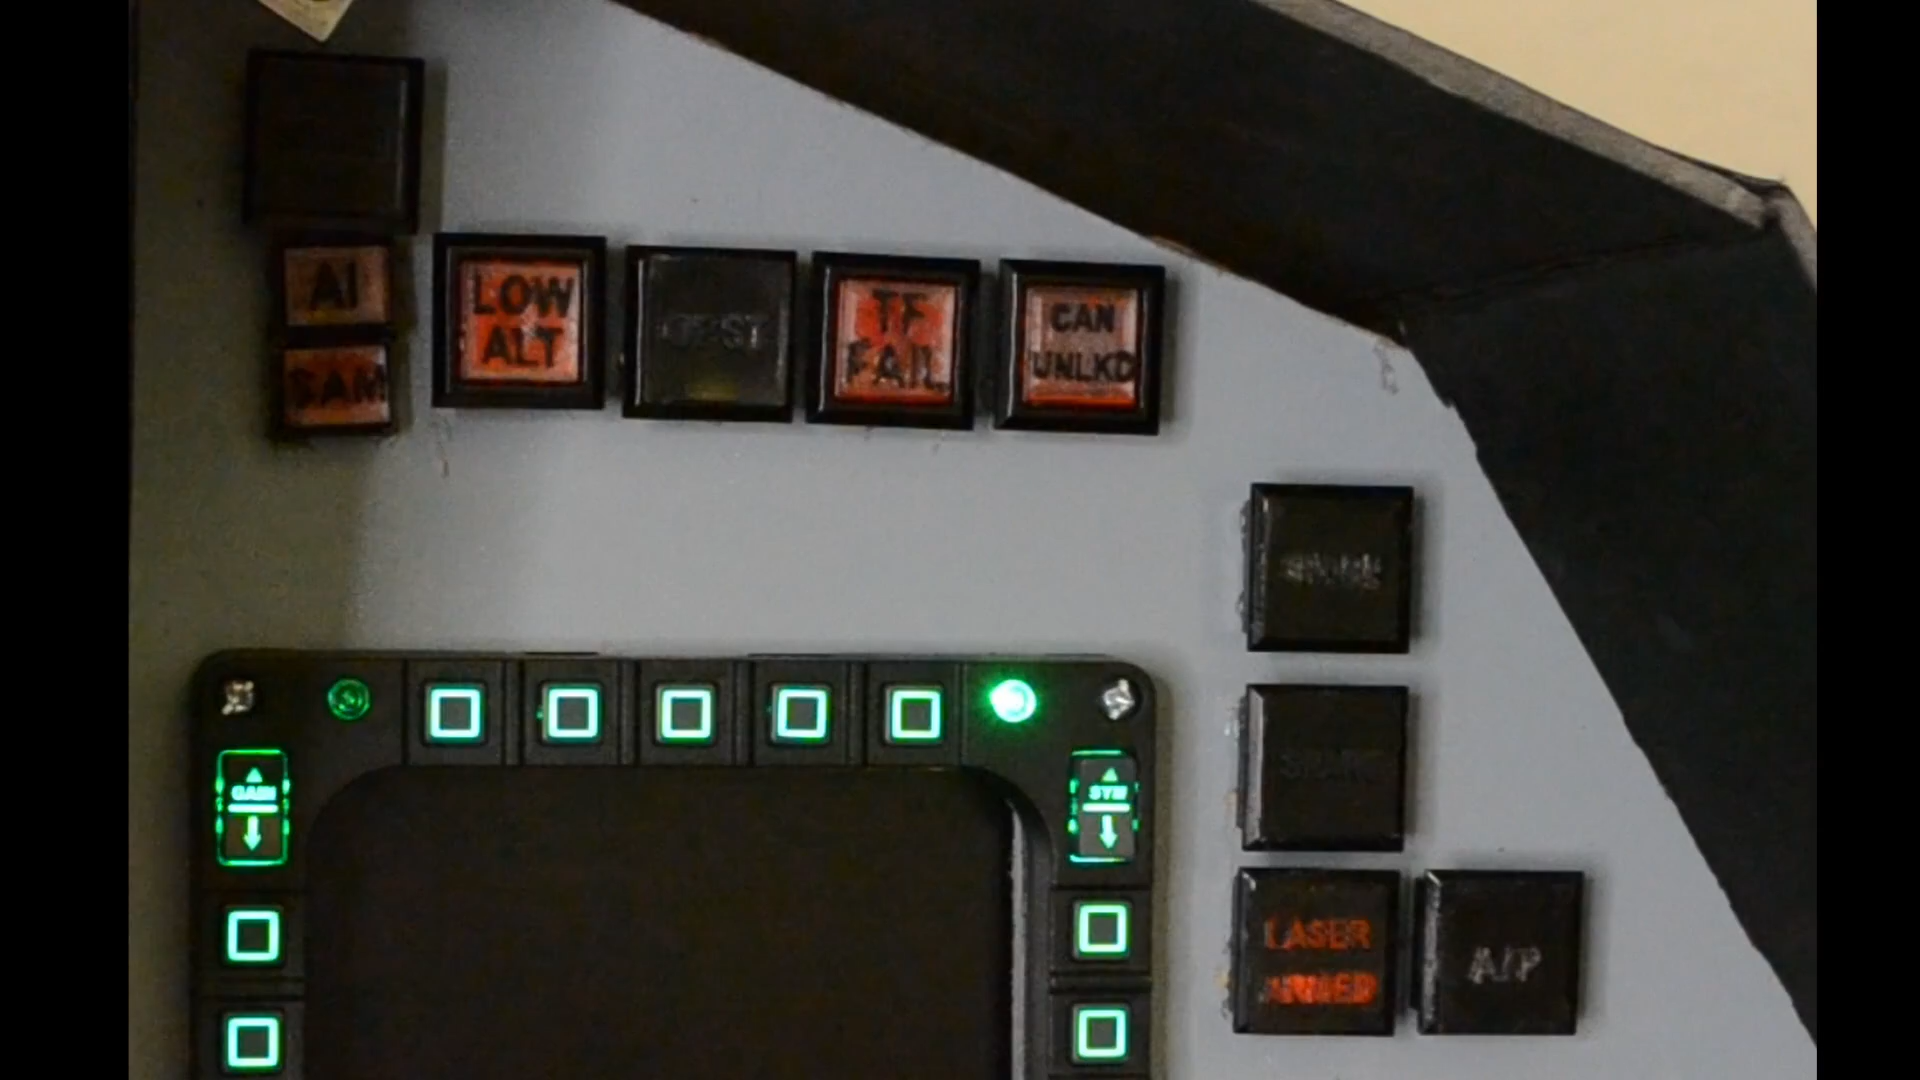 AI
SAM
LOW
ALT
TF
FAIL
CAN
UNLKD
GAIN
SYM
LASER
ARMED
A/P